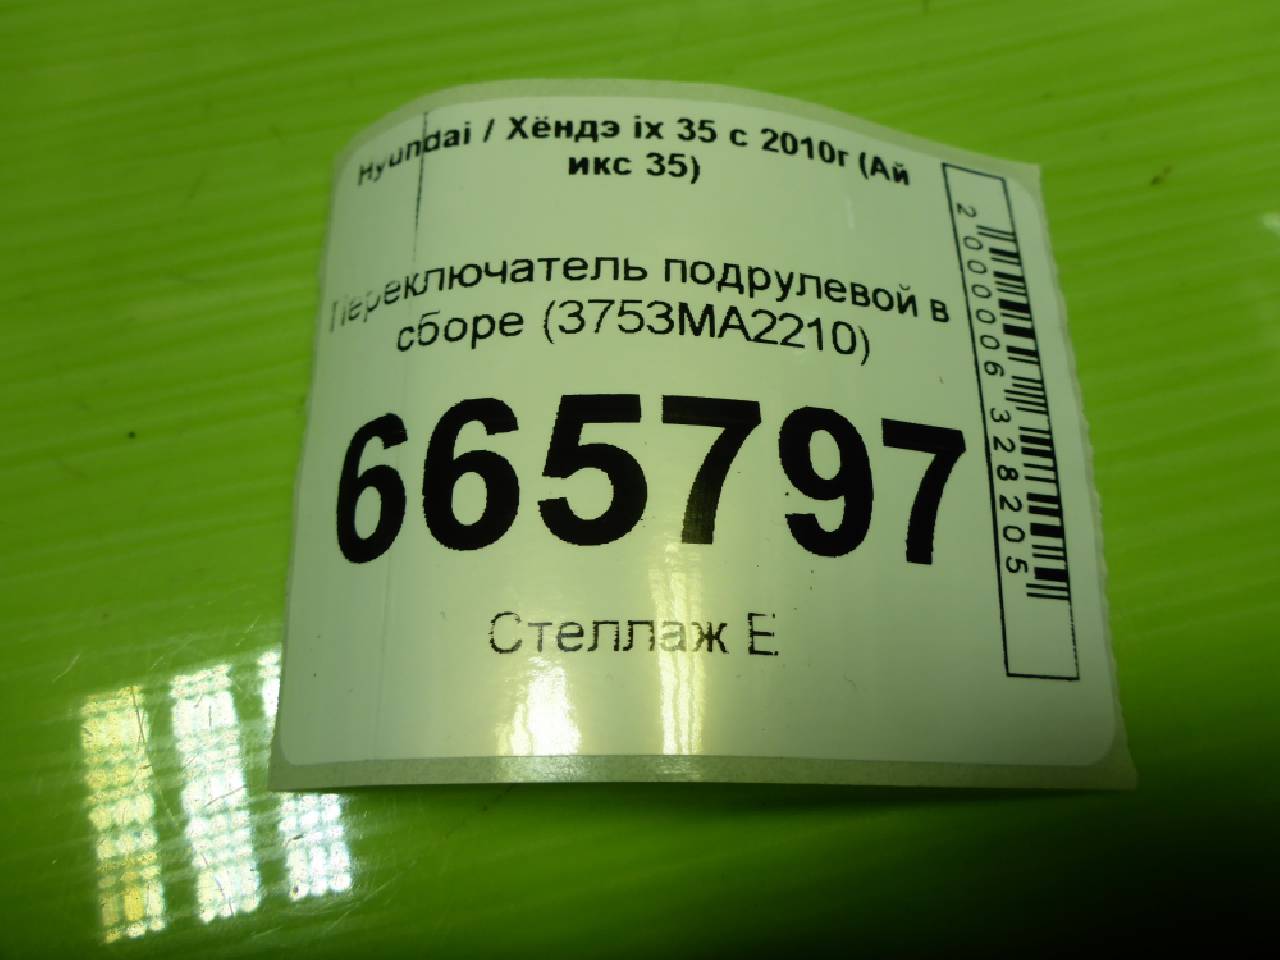 Hyundai / Хёндэ ix 35 с 2010г (Ай
икс 35)
Переключатель подрулевой в
сборе (3753MA2210)
665797
Стеллаж E
2000006328205